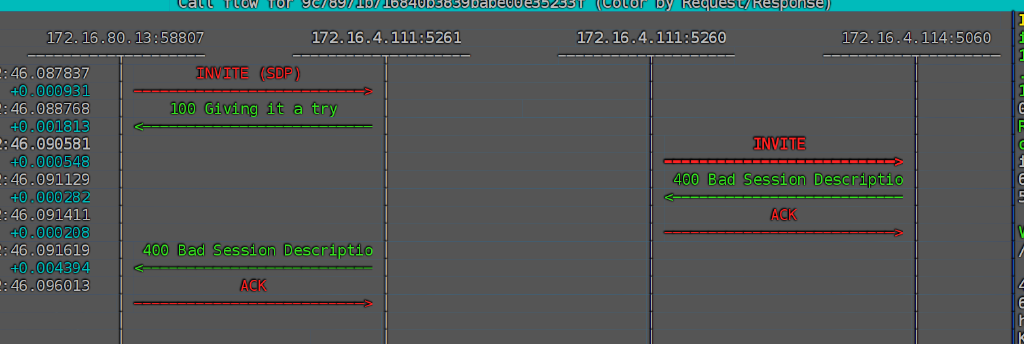 Call flow for 9c78971b716840b3839babe00e35233f (Color by Request/Response)
172.16.80.13:58807 172.16.4.111:5261 172.16.4.111:5260 172.16.4.114:5060
2:46.087837 INVITE (SDP)
+0.000931
2:46.088768 100 Giving it a try
+0.001813
2:46.090581 INVITE
+0.000548
2:46.091129 400 Bad Session Descriptio
+0.000282
2:46.091411 ACK
+0.000208
2:46.091619 400 Bad Session Descriptio
+0.004394
2:46.096013 ACK